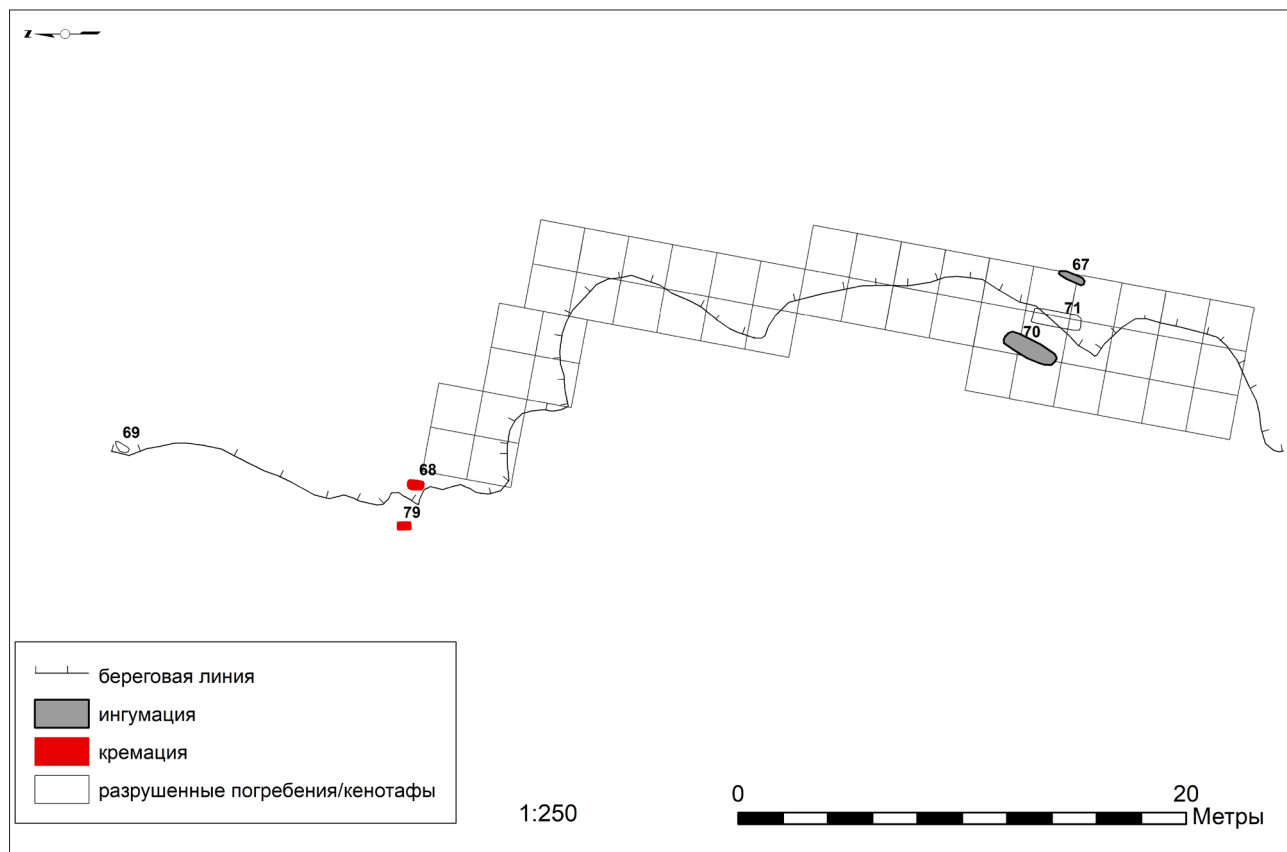 N
67
71
70
69
68
79
береговая линия
ингумация
кремация
разрушенные погребения/кенотафы
1:250
0 20
Метры